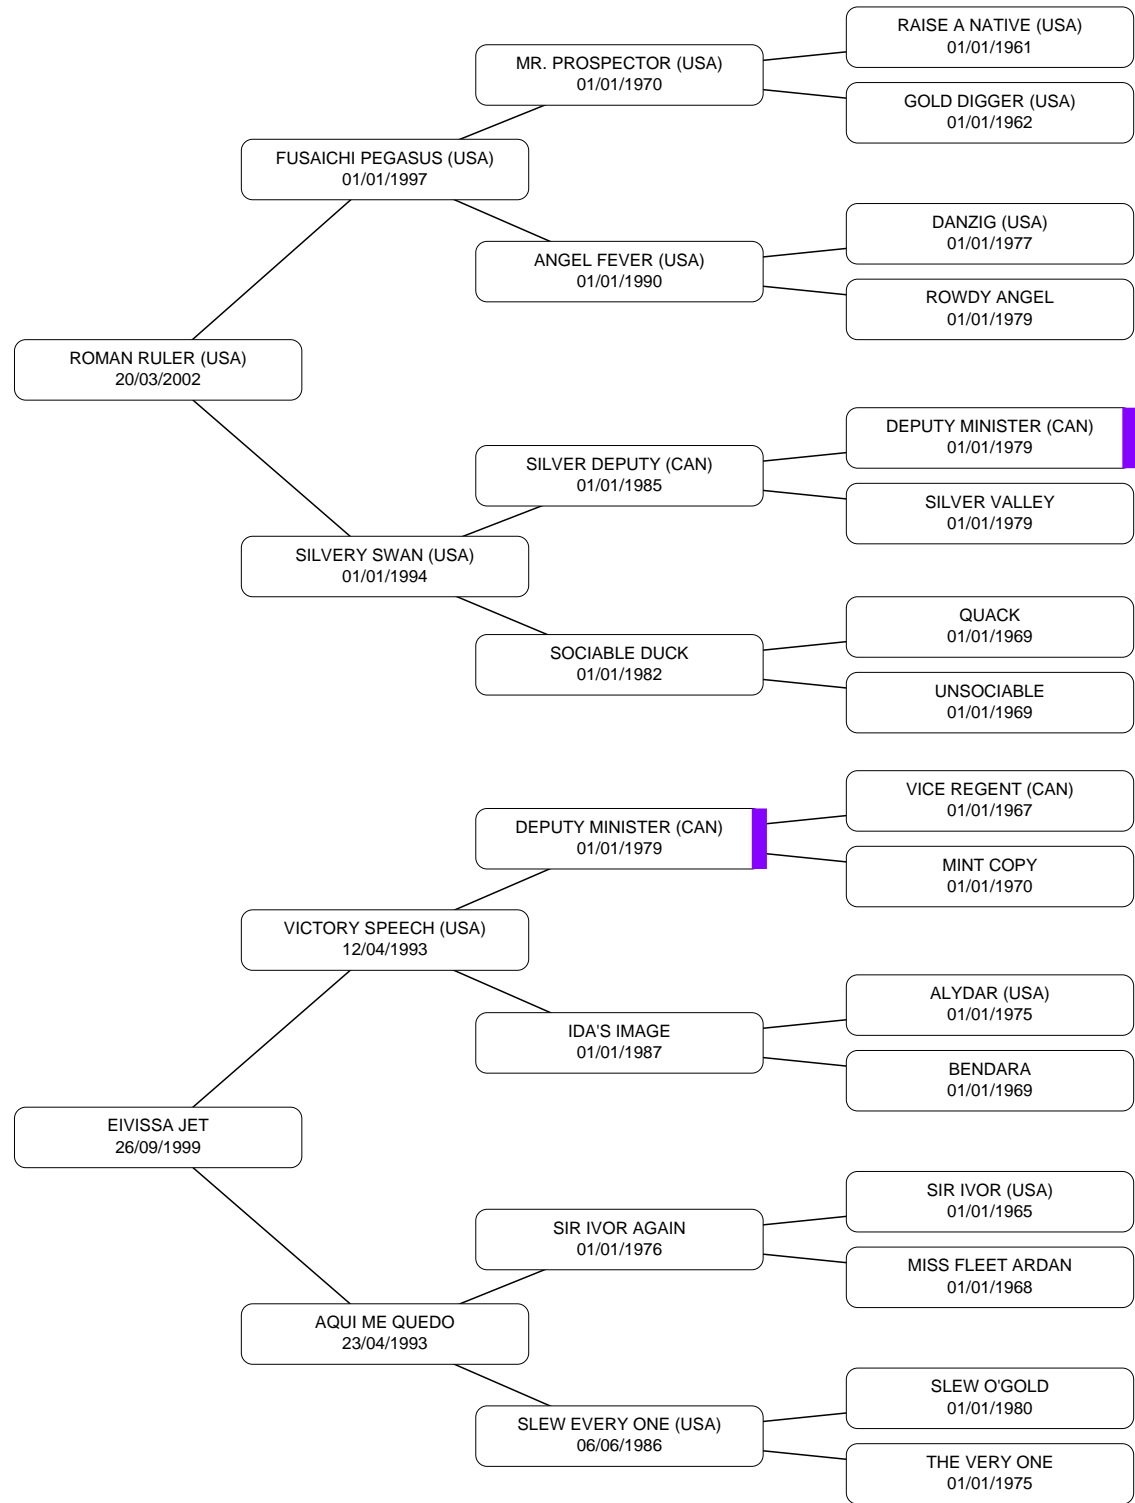 RAISE A NATIVE (USA)
01/01/1961
MR. PROSPECTOR (USA)
01/01/1970
GOLD DIGGER (USA)
01/01/1962
FUSAICHI PEGASUS (USA)
01/01/1997
DANZIG (USA)
01/01/1977
ANGEL FEVER (USA)
01/01/1990
ROWDY ANGEL
01/01/1979
ROMAN RULER (USA)
20/03/2002
DEPUTY MINISTER (CAN)
01/01/1979
SILVER DEPUTY (CAN)
01/01/1985
SILVER VALLEY
01/01/1979
SILVERY SWAN (USA)
01/01/1994
QUACK
01/01/1969
SOCIABLE DUCK
01/01/1982
UNSOCIABLE
01/01/1969
VICE REGENT (CAN)
01/01/1967
DEPUTY MINISTER (CAN)
01/01/1979
MINT COPY
01/01/1970
VICTORY SPEECH (USA)
12/04/1993
ALYDAR (USA)
01/01/1975
IDA'S IMAGE
01/01/1987
BENDARA
01/01/1969
EIVISSA JET
26/09/1999
SIR IVOR (USA)
01/01/1965
SIR IVOR AGAIN
01/01/1976
MISS FLEET ARDAN
01/01/1968
AQUI ME QUEDO
23/04/1993
SLEW O'GOLD
01/01/1980
SLEW EVERY ONE (USA)
06/06/1986
THE VERY ONE
01/01/1975